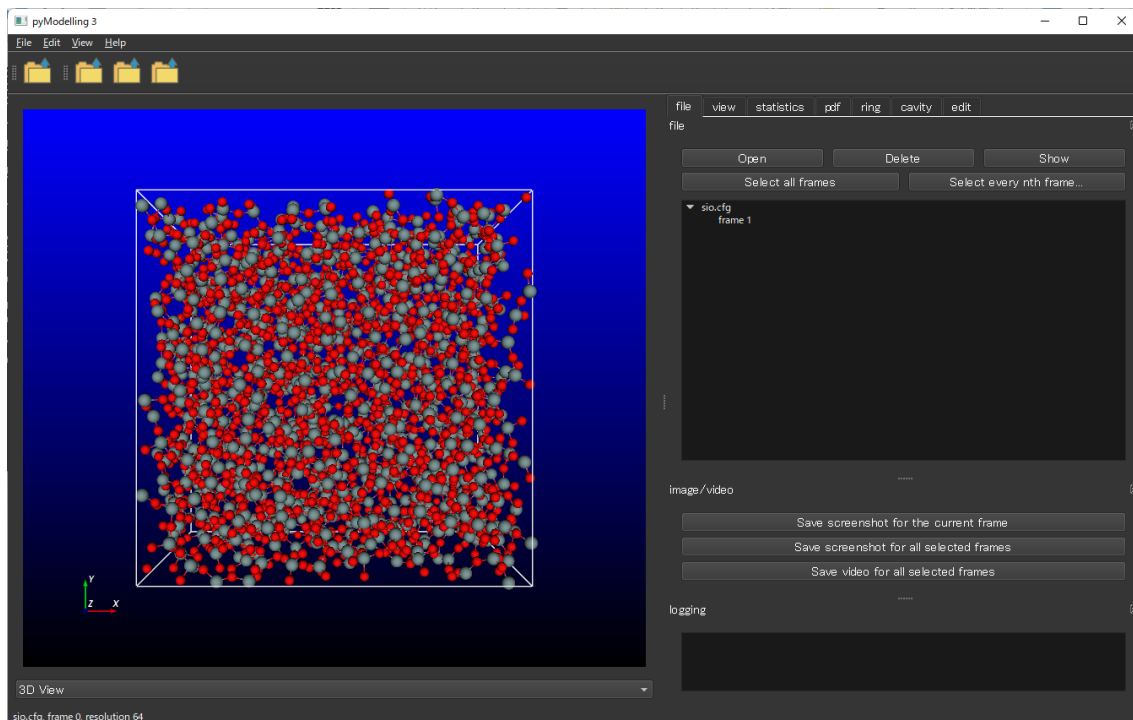 pyModelling 3
File Edit View Help
file view statistics pdf ring cavity edit
file
Open Delete Show
Select all frames Select every nth frame...
sio.cfg
frame 1
image/video
Save screenshot for the current frame
Save screenshot for all selected frames
Save video for all selected frames
logging
Y
Z X
3D View
sio.cfg, frame 0, resolution 64